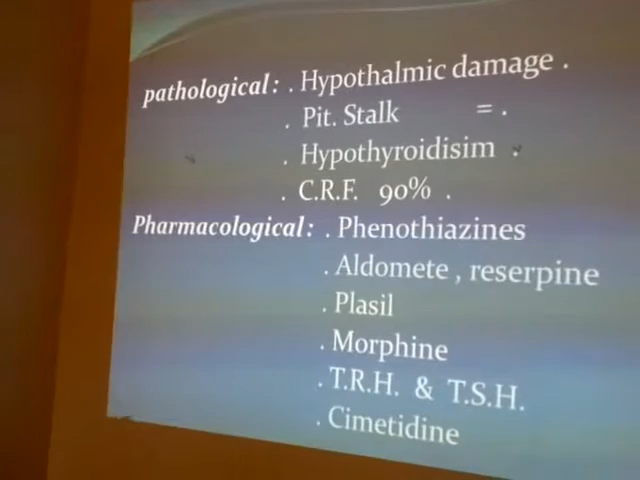 pathological: . Hypothalmic damage .
. Pit. Stalk = .
. Hypothyroidisim .
. C.R.F. 90% .
Pharmacological: . Phenothiazines
. Aldomete , reserpine
. Plasil
. Morphine
. T.R.H. & T.S.H.
. Cimetidine